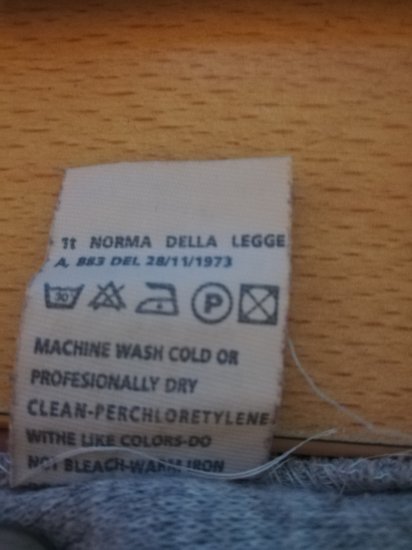 NORMA DELLA LEGGE
A, 883 DEL 28/11/1973
30 P
MACHINE WASH COLD OR
PROFESIONALLY DRY
CLEAN-PERCHLORETYLENE
WITHE LIKE COLORS-DO
NOT BLEACH-WARM IRON